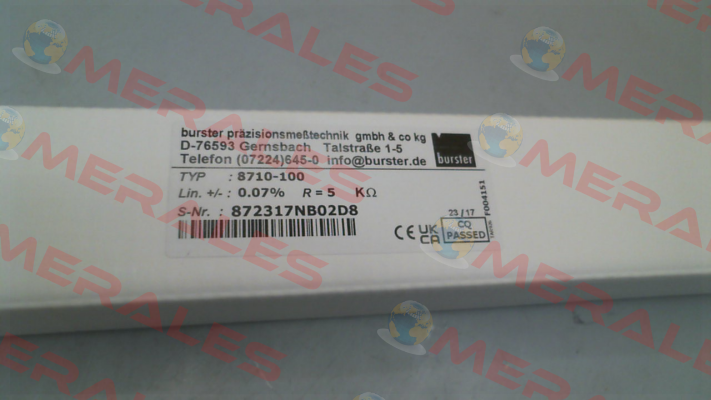 burster präzisionsmeßtechnik gmbh & co kg
D-76593 Gernsbach Talstraße 1-5
Telefon (07224)645-0 info@burster.de
burster
TYP : 8710-100
Lin. +/- : 0.07% R = 5 KΩ
S-Nr. : 872317NB02D8
CE UK CA
23/17
CQ
PASSED
F004151
MERALES
MERALES
MERALES
MERALES
MERALES
MERALES